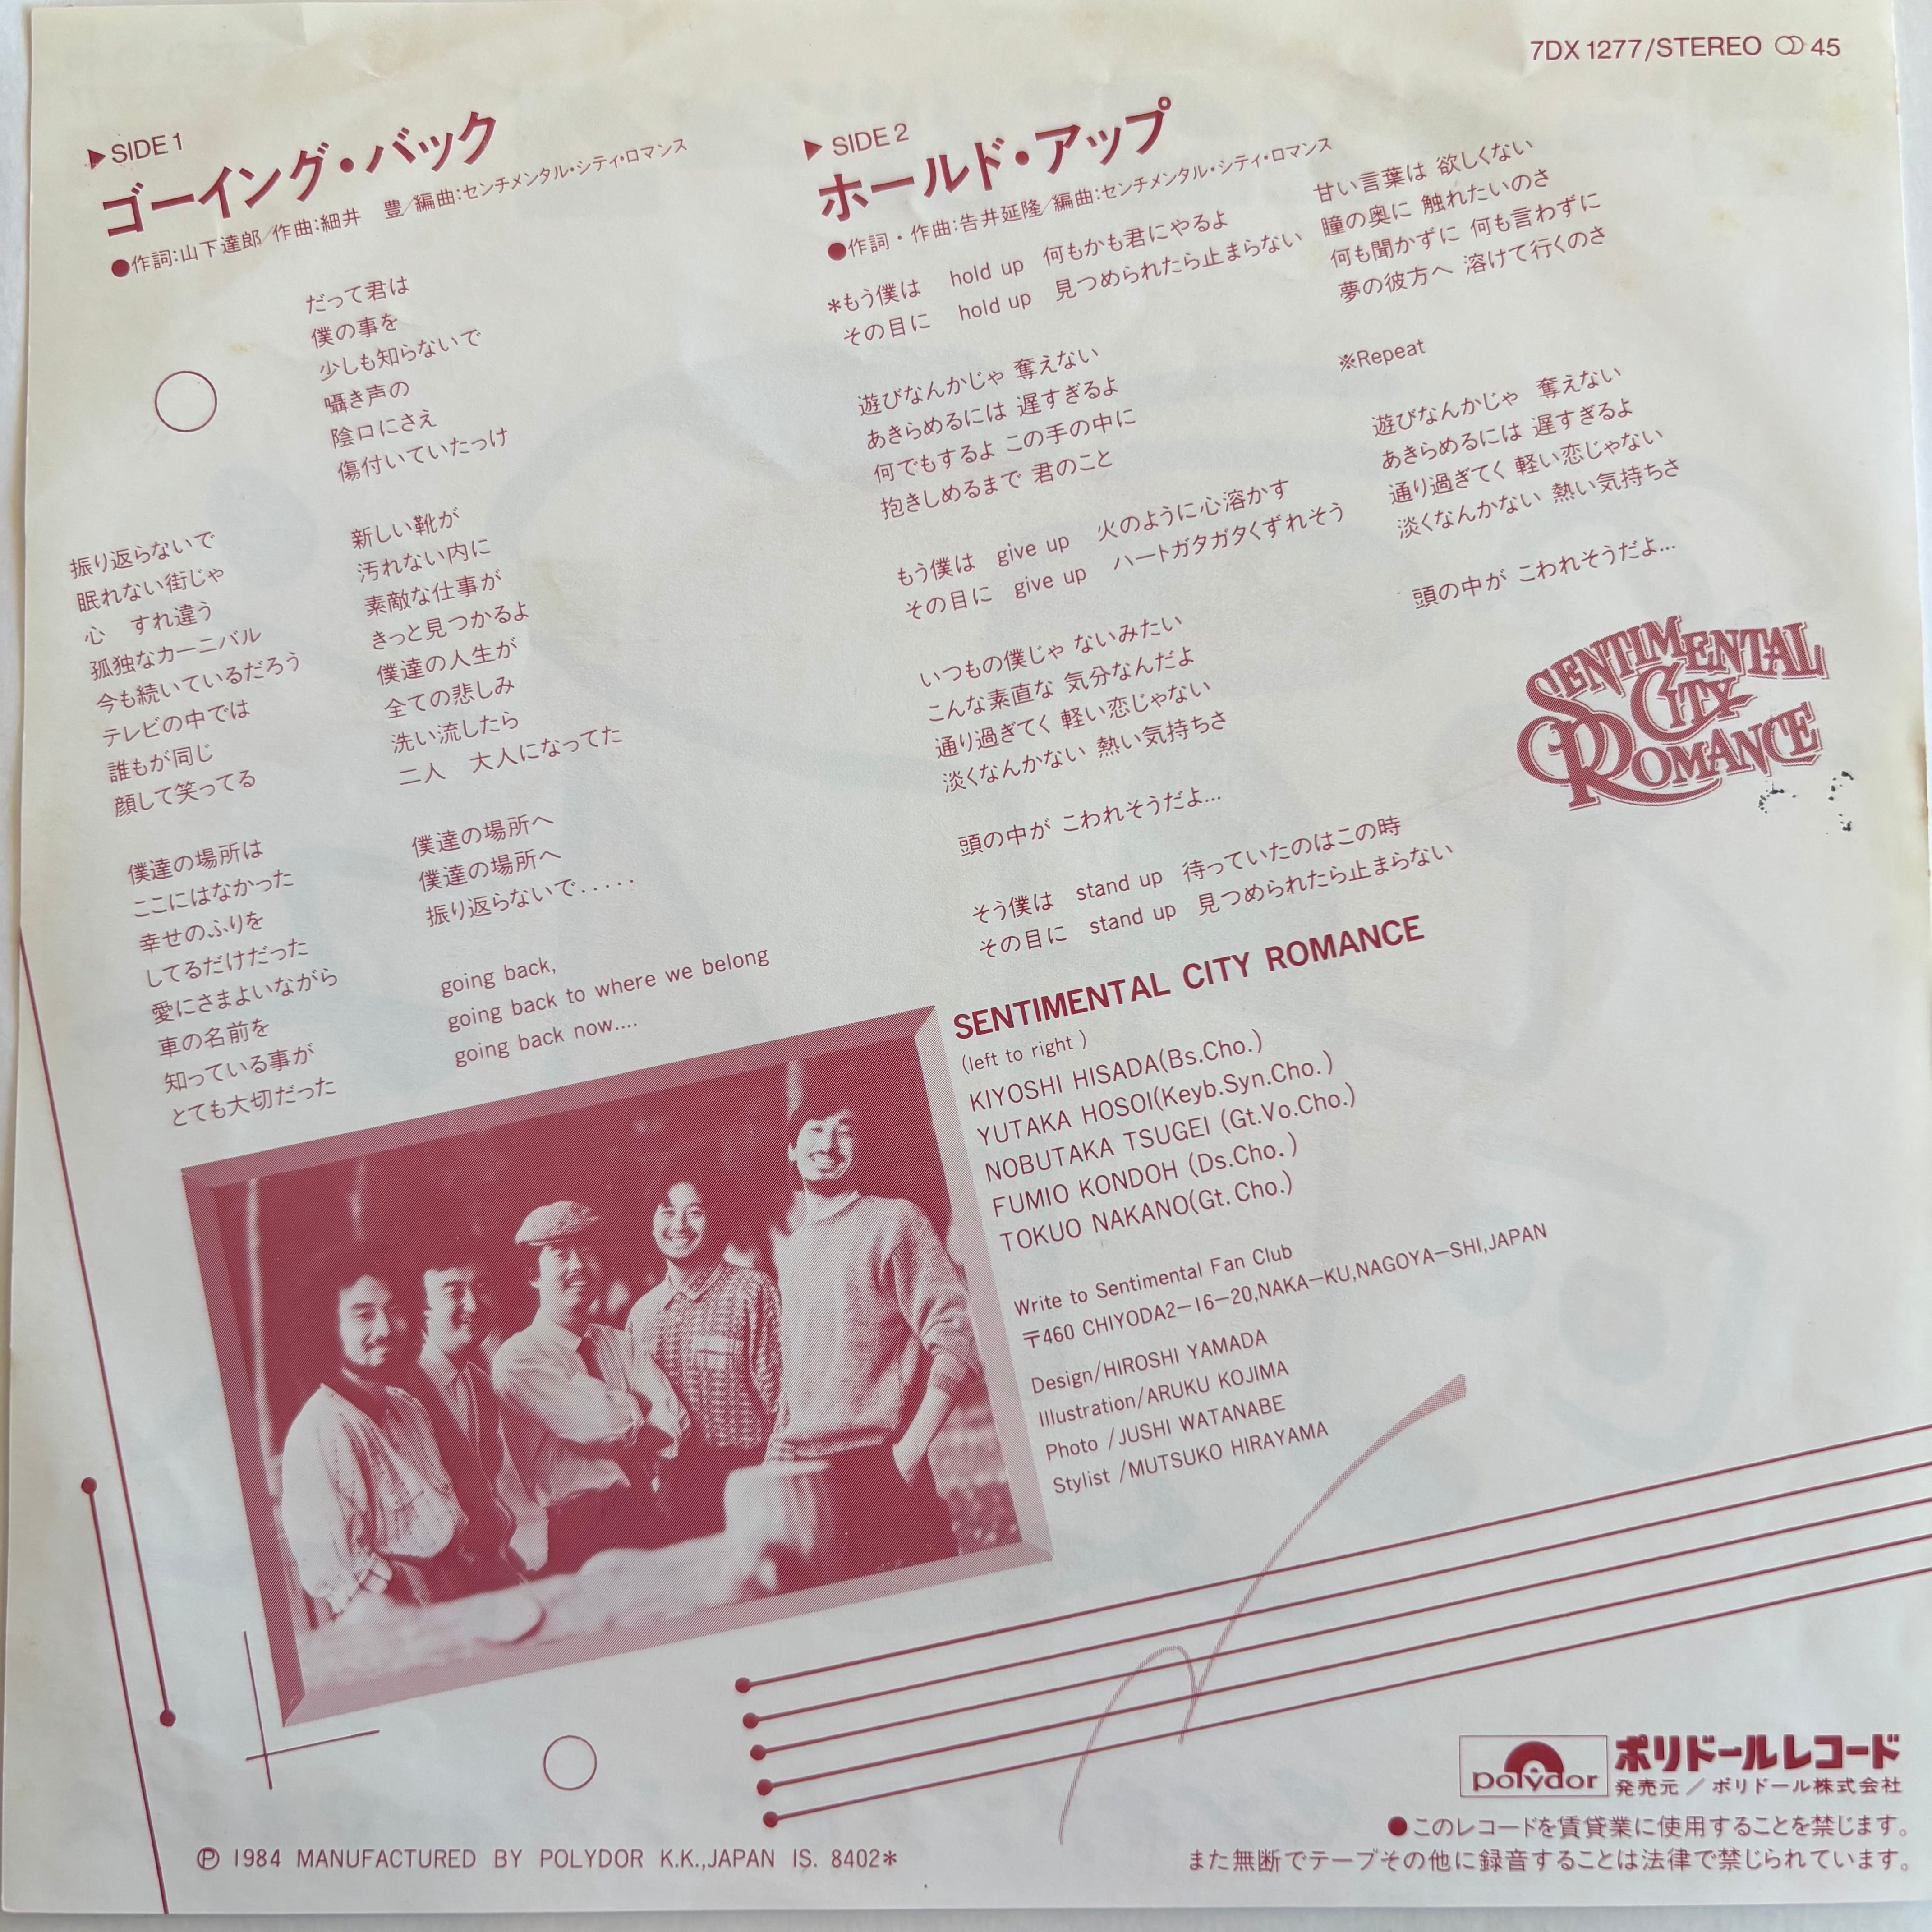 7DX 1277/STEREO 45
▶SIDE 1
ゴーイング・バック
●作詞:山下達郎/作曲:細井 豊/編曲:センチメンタル・シティ・ロマンス
振り返らないで
眠れない街じゃ
心 すれ違う
孤独なカーニバル
今も続いているだろう
テレビの中では
誰もが同じ
顔して笑ってる
僕達の場所は
ここにはなかった
幸せのふりを
してるだけだった
愛にさまよいながら
車の名前を
知っている事が
とても大切だった
だって君は
僕の事を
少しも知らないで
囁き声の
陰口にさえ
傷付いていたっけ
新しい靴が
汚れない内に
素敵な仕事が
きっと見つかるよ
僕達の人生が
全ての悲しみ
洗い流したら
二人 大人になってた
僕達の場所へ
僕達の場所へ
振り返らないで.....
going back,
going back to where we belong
going back now....
▶SIDE 2
ホールド・アップ
●作詞・作曲:告井延隆/編曲:センチメンタル・シティ・ロマンス
*もう僕は hold up 何もかも君にやるよ
その目に hold up 見つめられたら止まらない
遊びなんかじゃ 奪えない
あきらめるには 遅すぎるよ
何でもするよ この手の中に
抱きしめるまで 君のこと
もう僕は give up 火のように心溶かす
その目に give up ハートガタガタくずれそう
いつもの僕じゃ ないみたい
こんな素直な 気分なんだよ
通り過ぎてく 軽い恋じゃない
淡くなんかない 熱い気持ちさ
頭の中が こわれそうだよ…
そう僕は stand up 待っていたのはこの時
その目に stand up 見つめられたら止まらない
甘い言葉は 欲しくない
瞳の奥に 触れたいのさ
何も聞かずに 何も言わずに
夢の彼方へ 溶けて行くのさ
※Repeat
遊びなんかじゃ 奪えない
あきらめるには 遅すぎるよ
通り過ぎてく 軽い恋じゃない
淡くなんかない 熱い気持ちさ
頭の中が こわれそうだよ…
SENTIMENTAL
CITY
ROMANCE
SENTIMENTAL CITY ROMANCE
(left to right )
KIYOSHI HISADA(Bs.Cho.)
YUTAKA HOSOI(Keyb.Syn.Cho.)
NOBUTAKA TSUGEI (Gt.Vo.Cho.)
FUMIO KONDOH (Ds.Cho.)
TOKUO NAKANO(Gt. Cho.)
Write to Sentimental Fan Club
〒460 CHIYODA2-16-20,NAKA-KU,NAGOYA-SHI,JAPAN
Design/HIROSHI YAMADA
Illustration/ARUKU KOJIMA
Photo /JUSHI WATANABE
Stylist /MUTSUKO HIRAYAMA
polydor
ポリドールレコード
発売元/ポリドール株式会社
●このレコードを賃貸業に使用することを禁じます。
また無断でテープその他に録音することは法律で禁じられています。
Ⓟ 1984 MANUFACTURED BY POLYDOR K.K.,JAPAN IS. 8402*